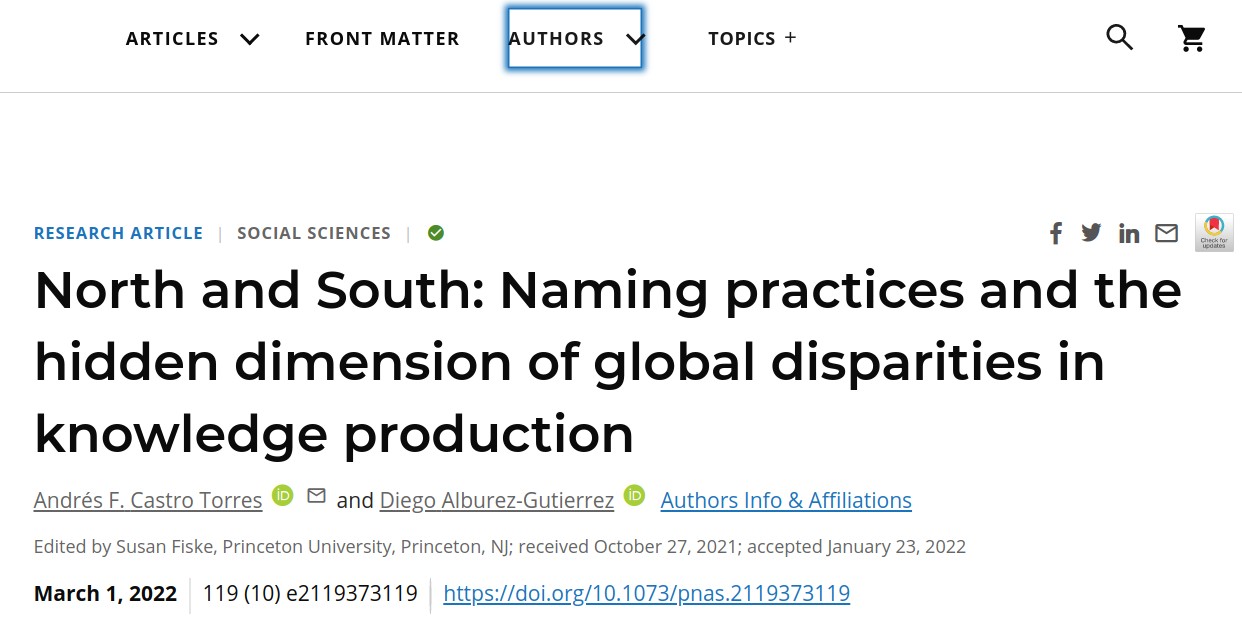 ARTICLES FRONT MATTER AUTHORS TOPICS +
RESEARCH ARTICLE | SOCIAL SCIENCES |
Check for updates
North and South: Naming practices and the
hidden dimension of global disparities in
knowledge production
Andrés F. Castro Torres iD and Diego Alburez-Gutierrez iD Authors Info & Affiliations
Edited by Susan Fiske, Princeton University, Princeton, NJ; received October 27, 2021; accepted January 23, 2022
March 1, 2022 | 119 (10) e2119373119 | https://doi.org/10.1073/pnas.2119373119